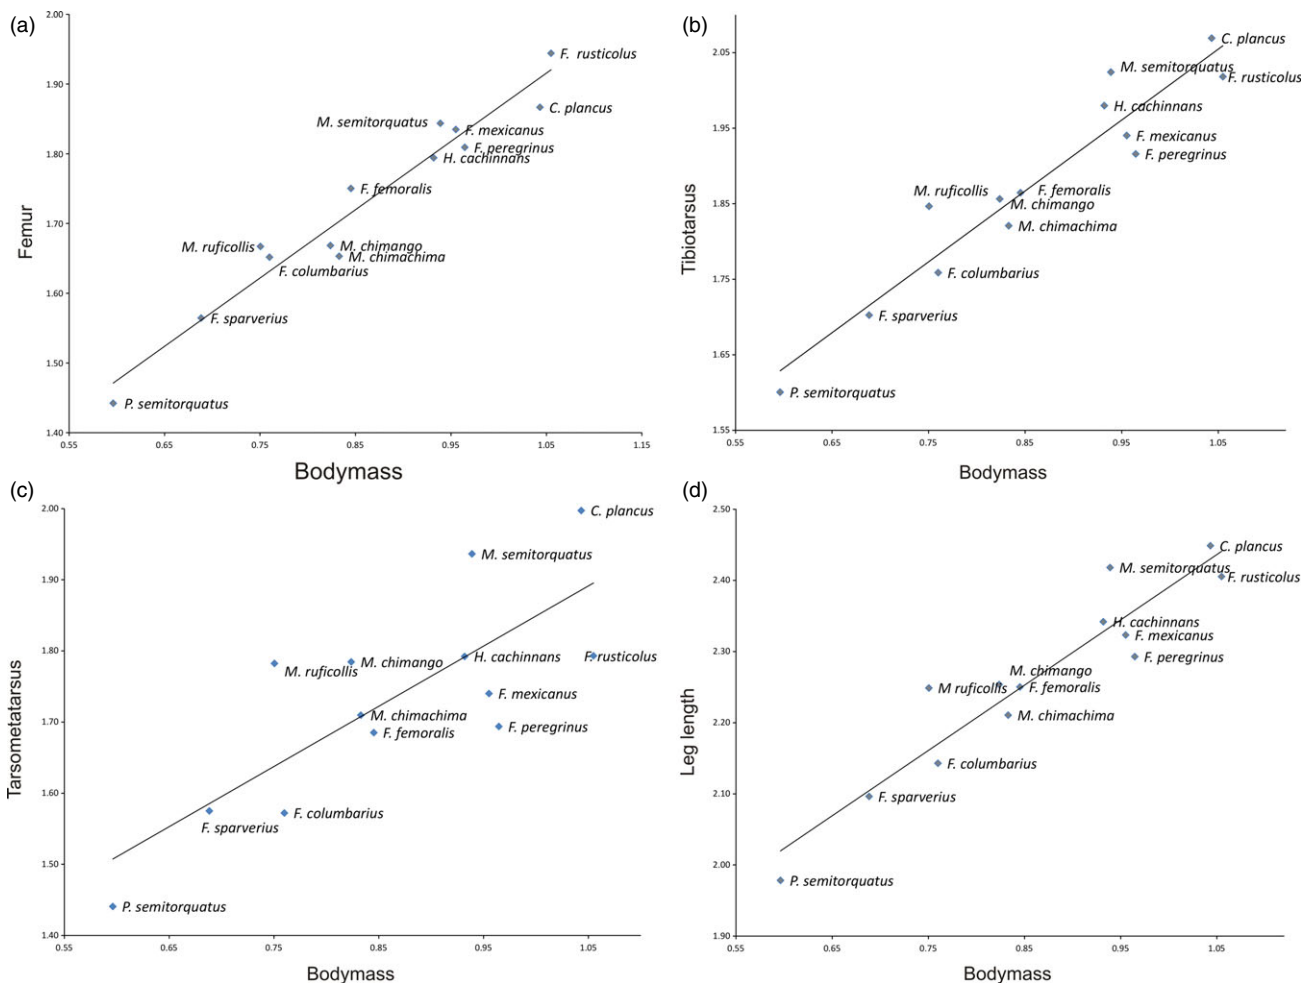 (a)
2.00
1.90
1.80
1.70
1.60
1.50
1.40
Femur
F. rusticolus
C. plancus
M. semitorquatus
F. mexicanus
F. peregrinus
H. cachinnans
F. femoralis
M. ruficollis
M. chimango
M. chimachima
F. columbarius
F. sparverius
P. semitorquatus
0.55 0.65 0.75 0.85 0.95 1.05 1.15
Bodymass
(b)
2.05
1.95
1.85
1.75
1.65
1.55
Tibiotarsus
C. plancus
M. semitorquatus
F. rusticolus
H. cachinnans
F. mexicanus
F. peregrinus
M. ruficollis
F. femoralis
M. chimango
M. chimachima
F. columbarius
F. sparverius
P. semitorquatus
0.55 0.65 0.75 0.85 0.95 1.05
Bodymass
(c)
2.00
1.90
1.80
1.70
1.60
1.50
1.40
Tarsometatarsus
C. plancus
M. semitorquatus
M. ruficollis
M. chimango
H. cachinnans
F. rusticolus
F. mexicanus
M. chimachima
F. peregrinus
F. femoralis
F. columbarius
F. sparverius
P. semitorquatus
0.55 0.65 0.75 0.85 0.95 1.05
Bodymass
(d)
2.50
2.40
2.30
2.20
2.10
2.00
1.90
Leg length
C. plancus
M. semitorquatus
F. rusticolus
H. cachinnans
F. mexicanus
F. peregrinus
M. chimango
M ruficollis
F. femoralis
M. chimachima
F. columbarius
F. sparverius
P. semitorquatus
0.55 0.65 0.75 0.85 0.95 1.05
Bodymass